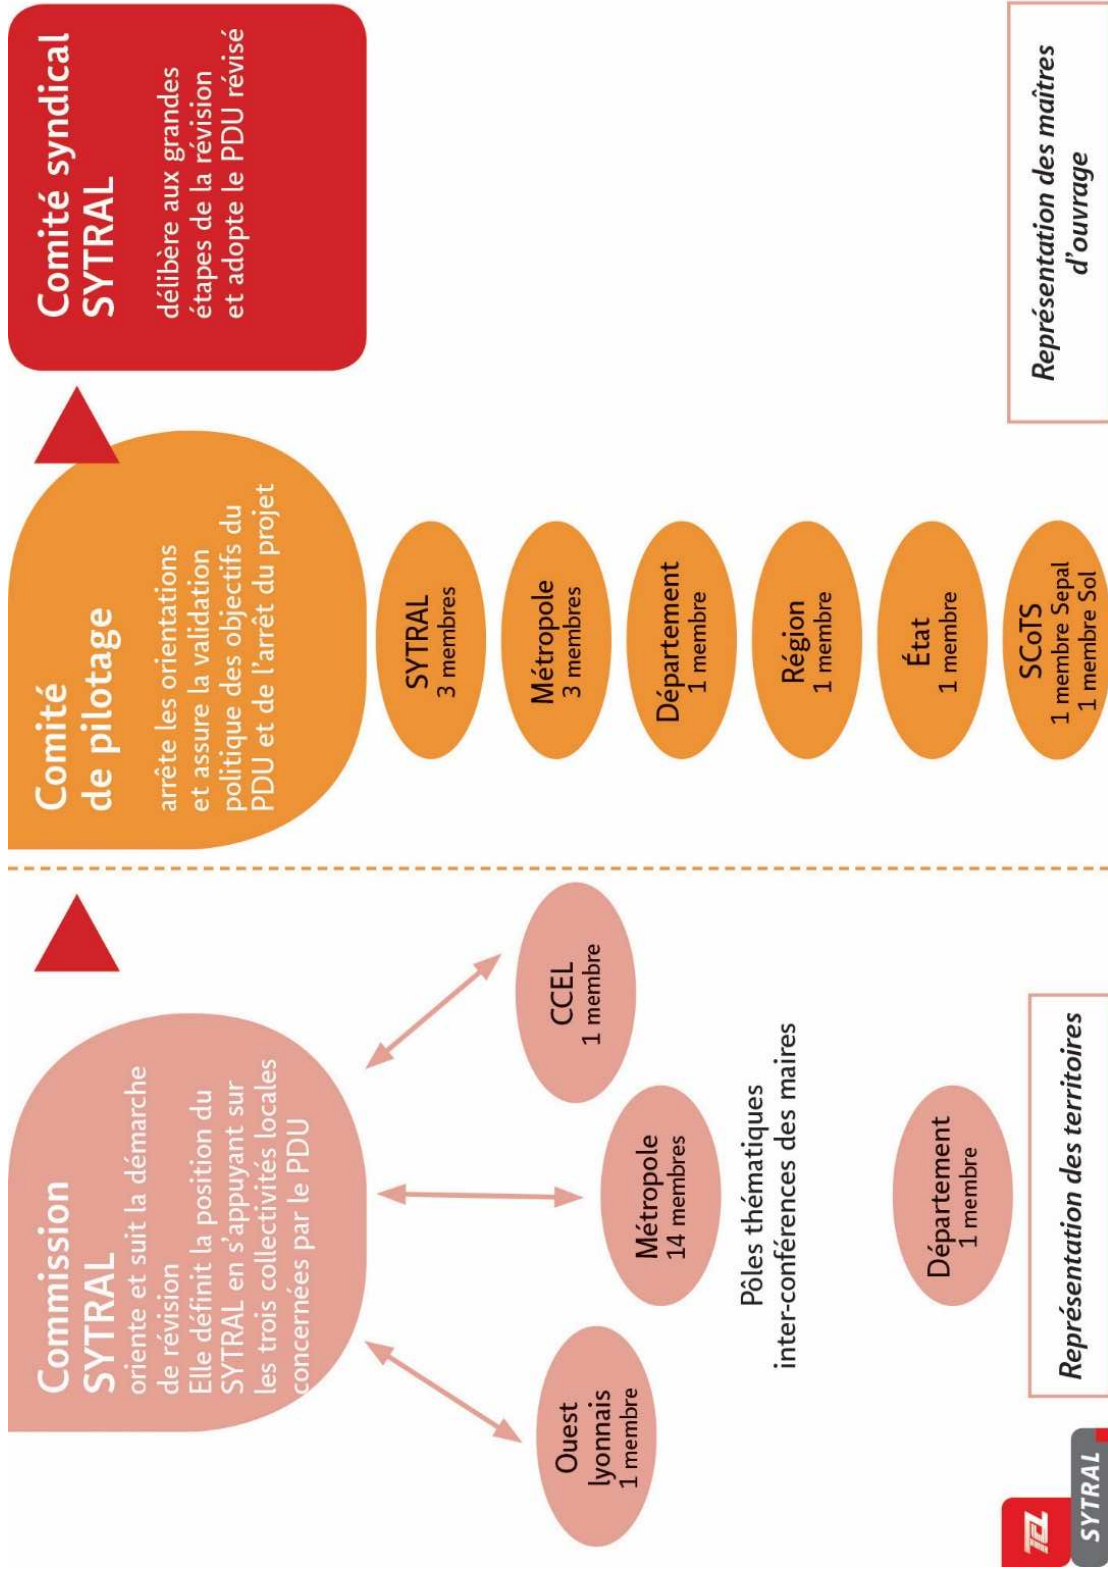 Commission
SYTRAL
oriente et suit la démarche
de révision
Elle définit la position du
SYTRAL en s'appuyant sur
les trois collectivités locales
concernées par le PDU
Ouest
lyonnais
1 membre
Métropole
14 membres
CCEL
1 membre
Pôles thématiques
inter-conférences des maires
Département
1 membre
Représentation des territoires
Comité
de pilotage
arrête les orientations
et assure la validation
politique des objectifs du
PDU et de l'arrêt du projet
SYTRAL
3 membres
Métropole
3 membres
Département
1 membre
Région
1 membre
État
1 membre
SCoTS
1 membre Sepal
1 membre Sol
Comité syndical
SYTRAL
délibère aux grandes
étapes de la révision
et adopte le PDU révisé
Représentation des maîtres
d'ouvrage
TCL
SYTRAL